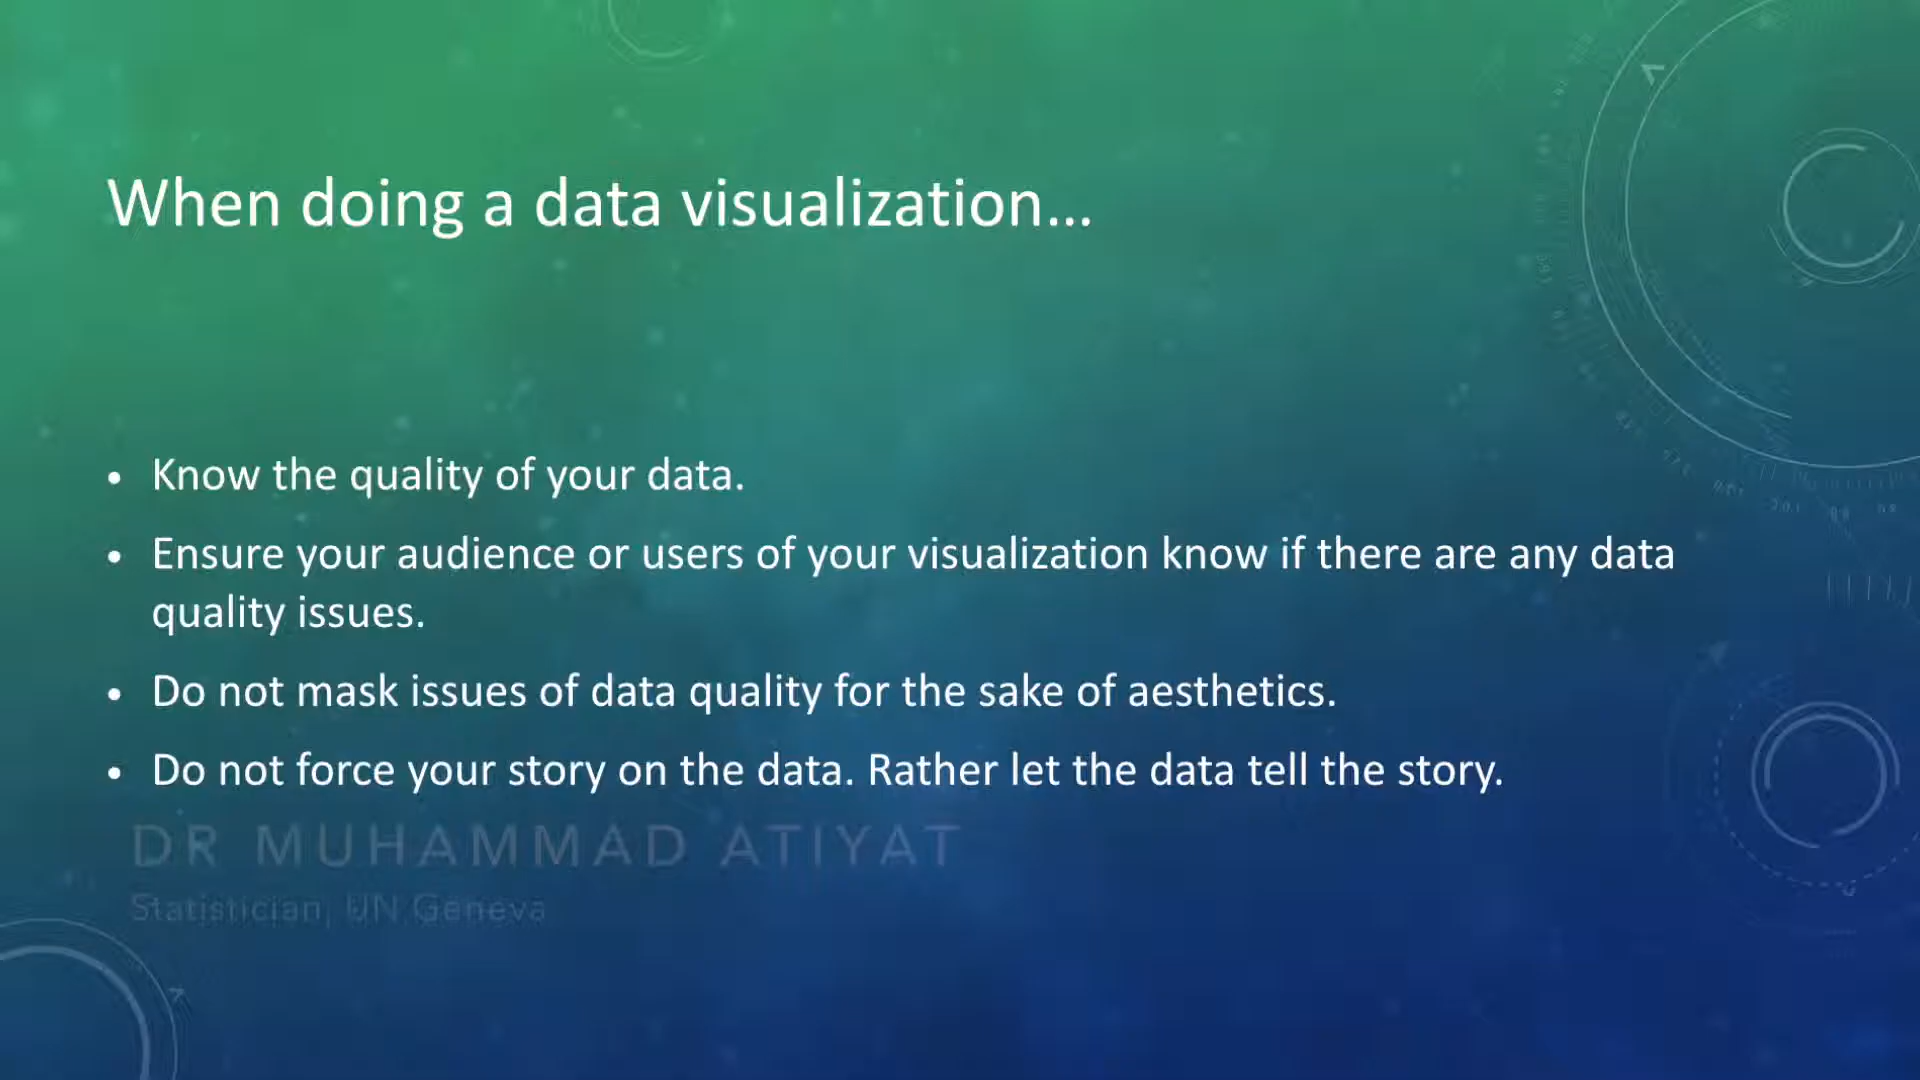 When doing a data visualization...
• Know the quality of your data.
• Ensure your audience or users of your visualization know if there are any data
quality issues.
• Do not mask issues of data quality for the sake of aesthetics.
• Do not force your story on the data. Rather let the data tell the story.
DR MUHAMMAD ATIYAT
Statistician, UN Geneva